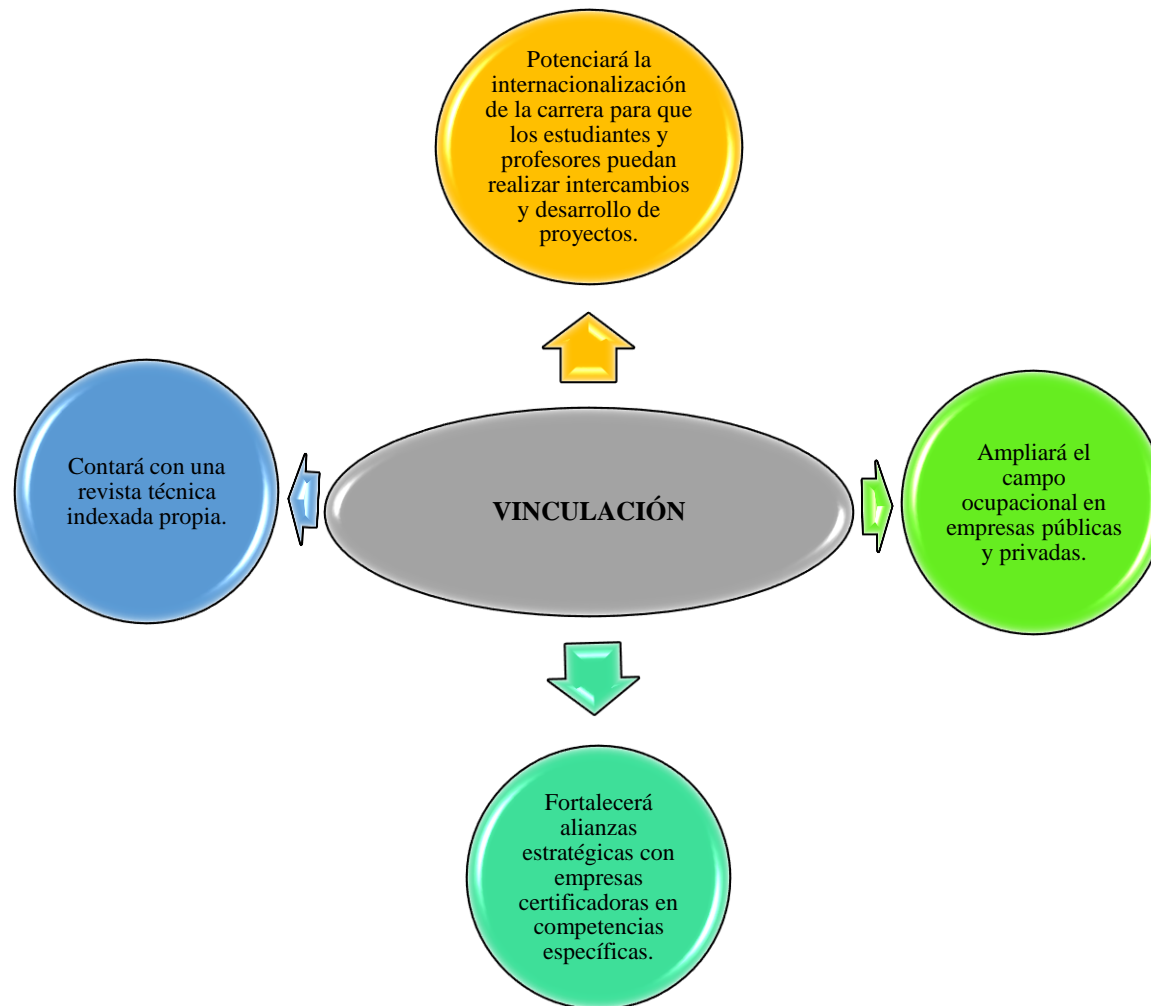 Potenciará la
internacionalización
de la carrera para que
los estudiantes y
profesores puedan
realizar intercambios
y desarrollo de
proyectos.
Contará con una
revista técnica
indexada propia.
VINCULACIÓN
Ampliará el
campo
ocupacional en
empresas públicas
y privadas.
Fortalecerá
alianzas
estratégicas con
empresas
certificadoras en
competencias
específicas.